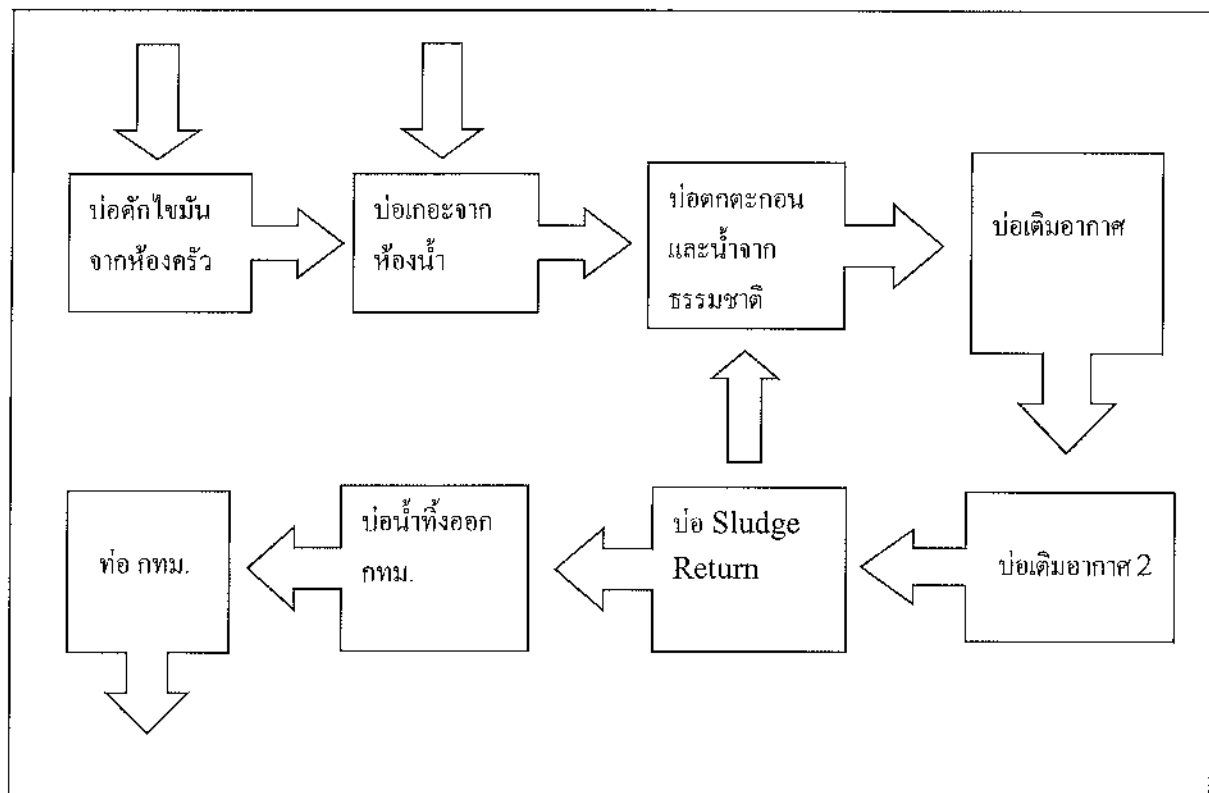 บ่อดักไขมัน
จากห้องครัว
บ่อเกอะจาก
ห้องน้ำ
บ่อตกตะกอน
และน้ำจาก
ธรรมชาติ
บ่อเติมอากาศ
บ่อเติมอากาศ 2
บ่อ Sludge
Return
บ่อน้ำทิ้งออก
กทม.
ท่อ กทม.